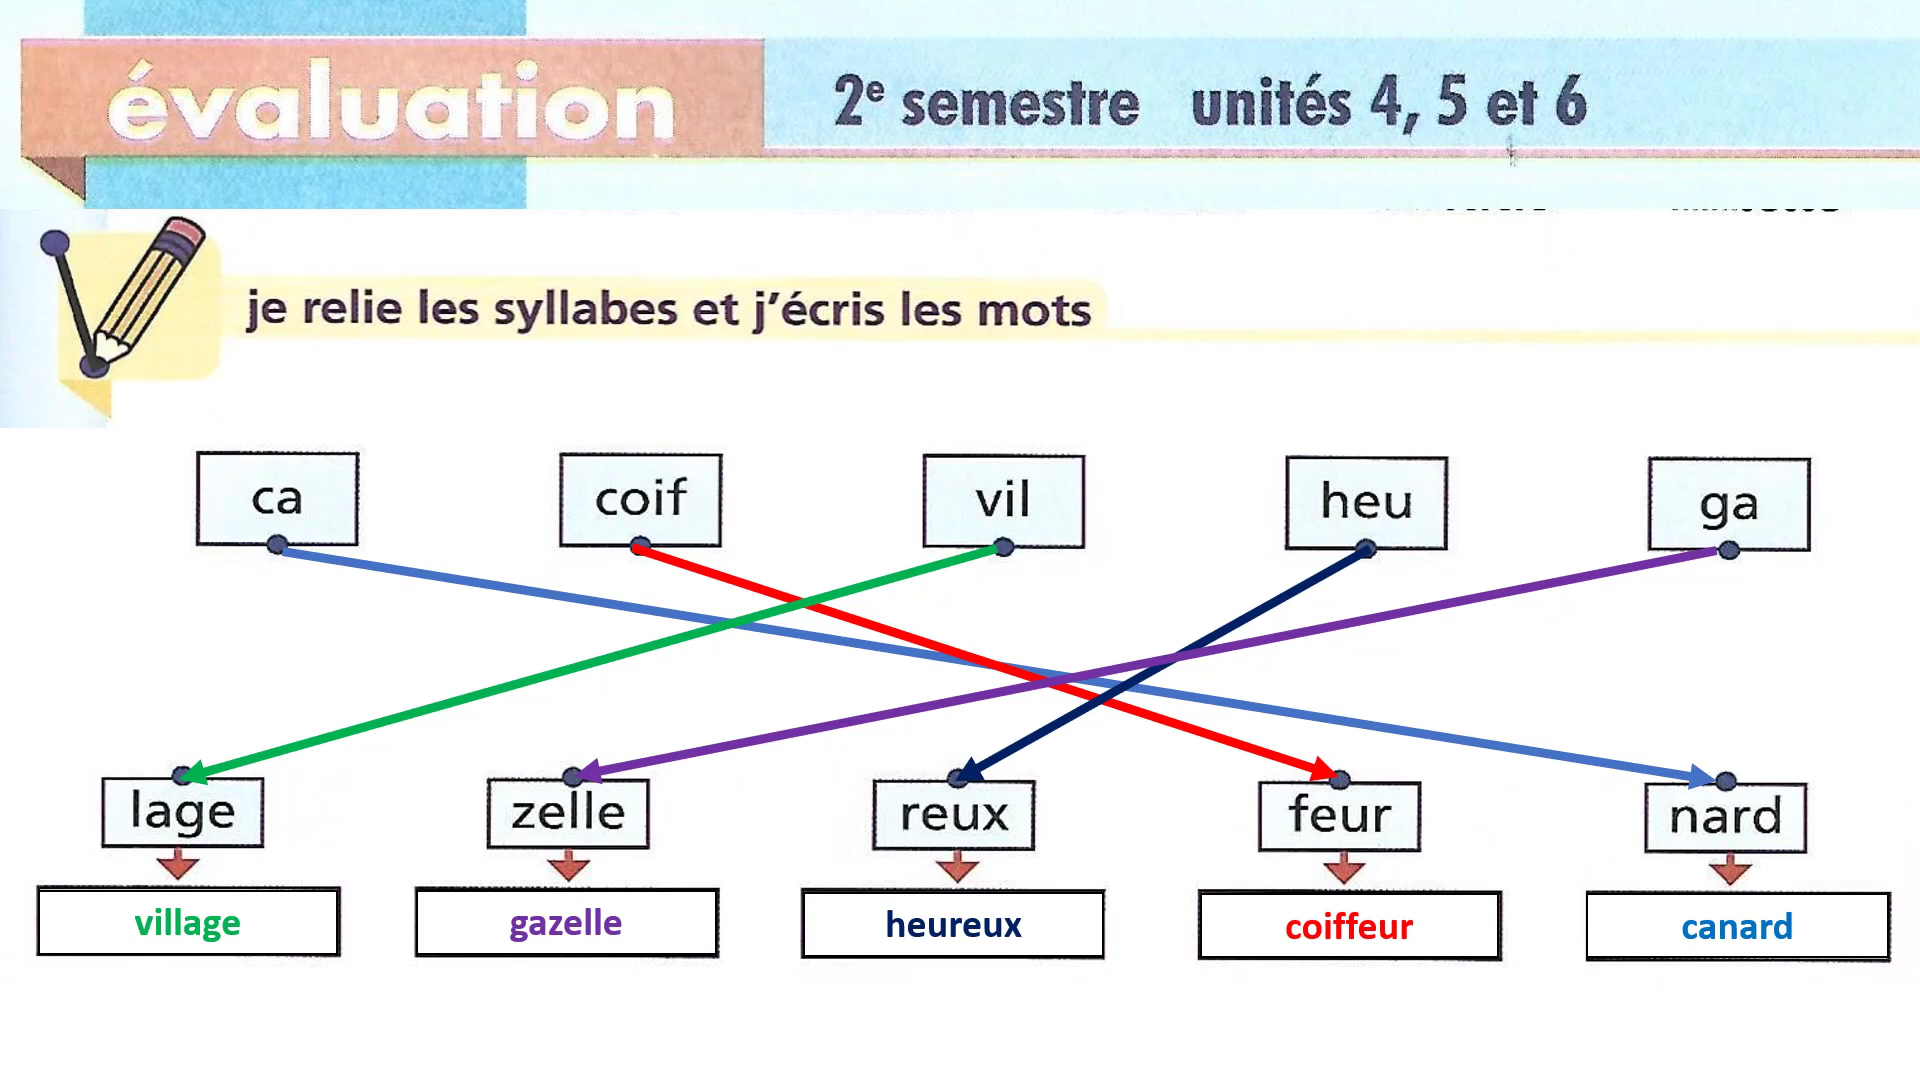 évaluation
2e semestre unités 4, 5 et 6
je relie les syllabes et j'écris les mots
ca coif vil heu ga
lage zelle reux feur nard
village gazelle heureux coiffeur canard